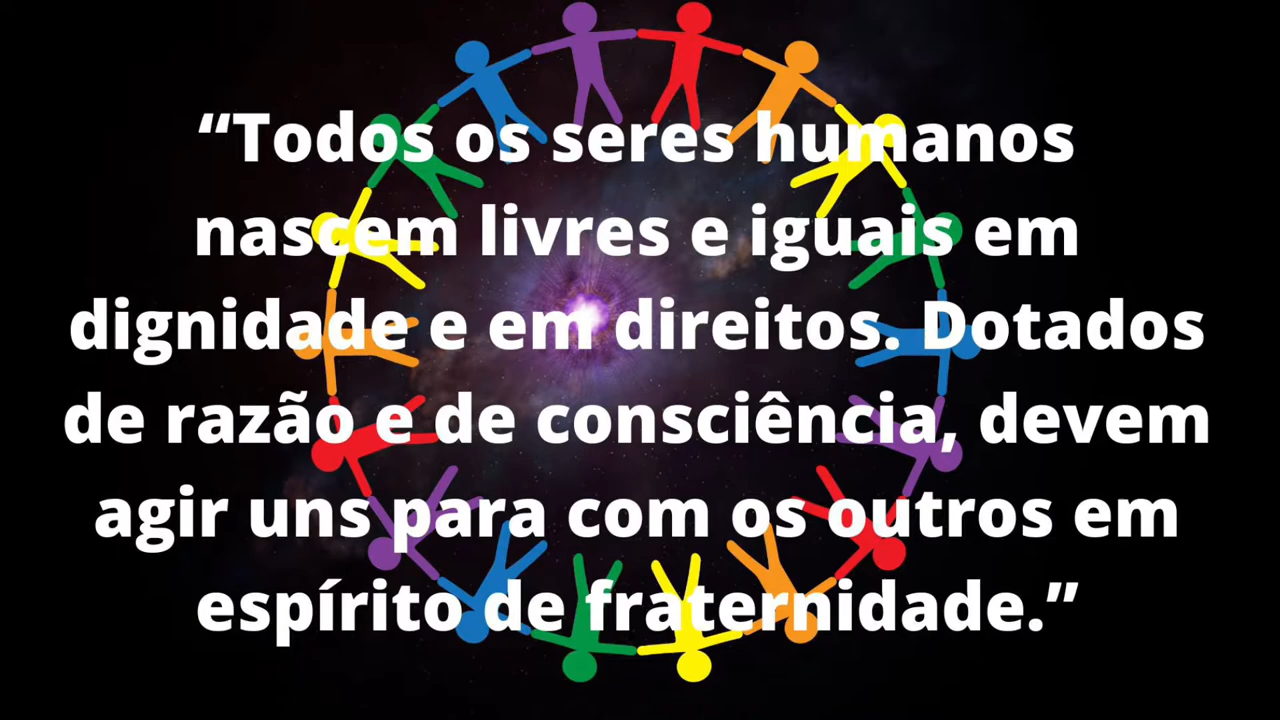 “Todos os seres humanos
nascem livres e iguais em
dignidade e em direitos. Dotados
de razão e de consciência, devem
agir uns para com os outros em
espírito de fraternidade.”